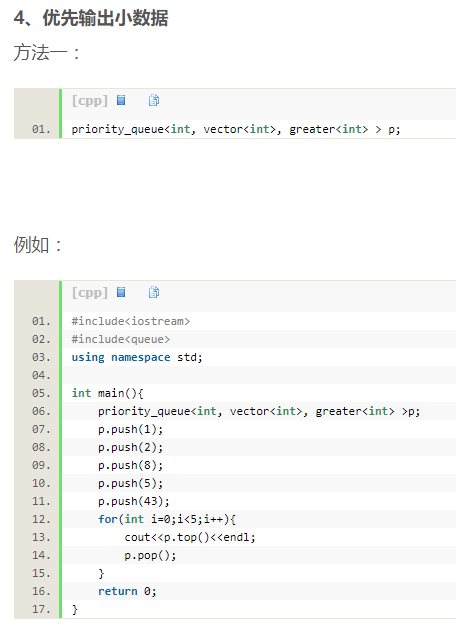 4、优先输出小数据
方法一：
[cpp]
01. priority_queue<int, vector<int>, greater<int> > p;
例如：
[cpp]
01. #include<iostream>
02. #include<queue>
03. using namespace std;
04.
05. int main(){
06.     priority_queue<int, vector<int>, greater<int> >p;
07.     p.push(1);
08.     p.push(2);
09.     p.push(8);
10.     p.push(5);
11.     p.push(43);
12.     for(int i=0;i<5;i++){
13.         cout<<p.top()<<endl;
14.         p.pop();
15.     }
16.     return 0;
17. }